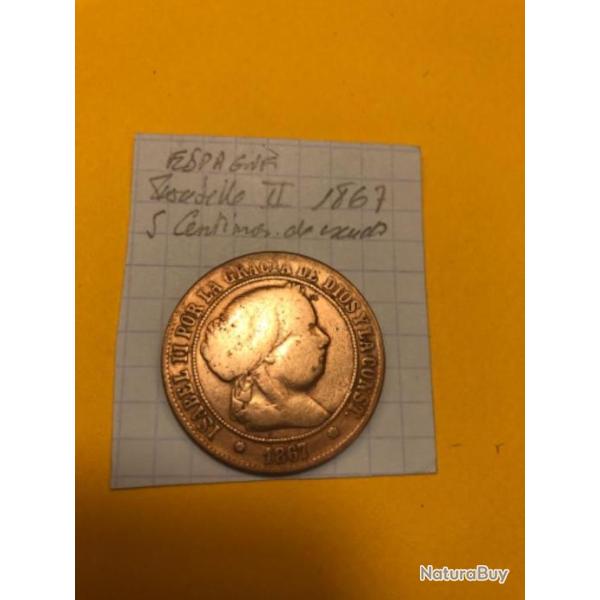 ESPAGNE
Isabelle II 1867
5 Centimos de escudo
ISABEL II POR LA GRACIA DE DIOS Y LA CONST.
1867
NaturaBuy